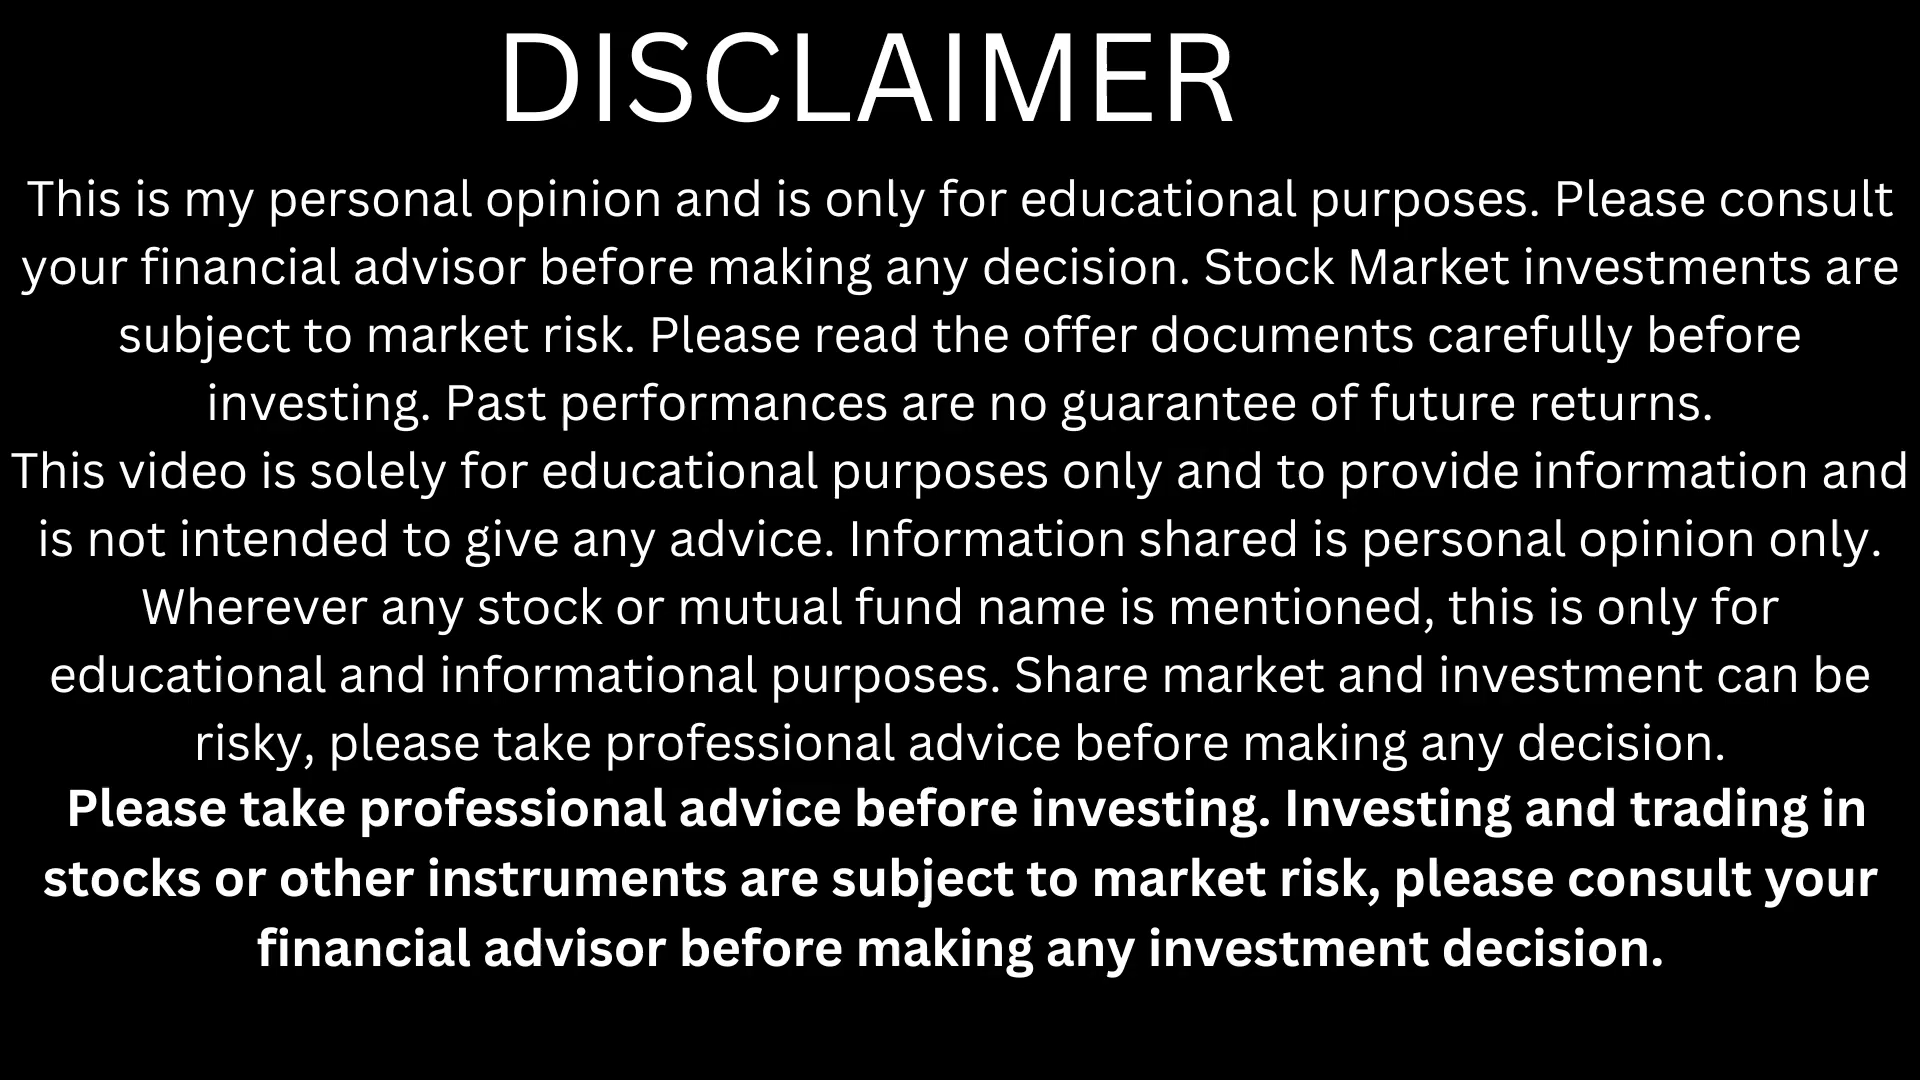 DISCLAIMER
This is my personal opinion and is only for educational purposes. Please consult
your financial advisor before making any decision. Stock Market investments are
subject to market risk. Please read the offer documents carefully before
investing. Past performances are no guarantee of future returns.
This video is solely for educational purposes only and to provide information and
is not intended to give any advice. Information shared is personal opinion only.
Wherever any stock or mutual fund name is mentioned, this is only for
educational and informational purposes. Share market and investment can be
risky, please take professional advice before making any decision.
Please take professional advice before investing. Investing and trading in
stocks or other instruments are subject to market risk, please consult your
financial advisor before making any investment decision.